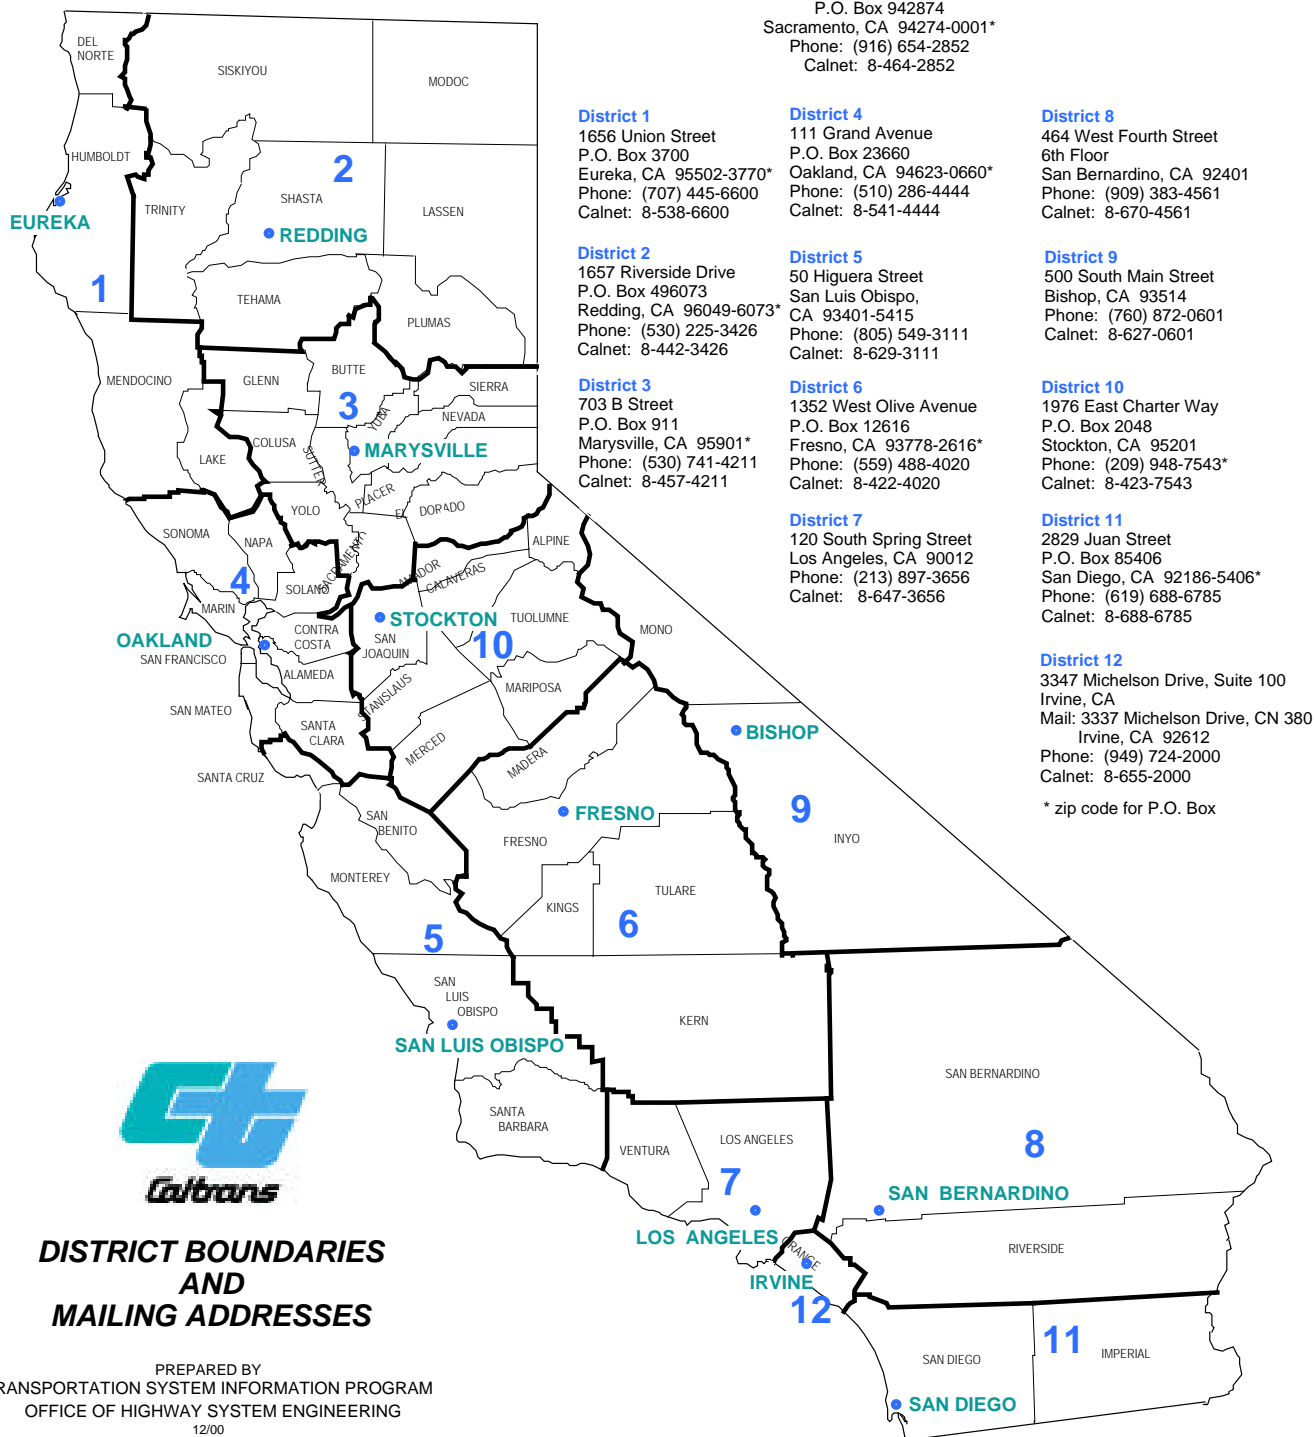 P.O. Box 942874
Sacramento, CA 94274-0001*
Phone: (916) 654-2852
Calnet: 8-464-2852
District 1
1656 Union Street
P.O. Box 3700
Eureka, CA 95502-3770*
Phone: (707) 445-6600
Calnet: 8-538-6600
District 2
1657 Riverside Drive
P.O. Box 496073
Redding, CA 96049-6073*
Phone: (530) 225-3426
Calnet: 8-442-3426
District 3
703 B Street
P.O. Box 911
Marysville, CA 95901*
Phone: (530) 741-4211
Calnet: 8-457-4211
District 4
111 Grand Avenue
P.O. Box 23660
Oakland, CA 94623-0660*
Phone: (510) 286-4444
Calnet: 8-541-4444
District 5
50 Higuera Street
San Luis Obispo,
CA 93401-5415
Phone: (805) 549-3111
Calnet: 8-629-3111
District 6
1352 West Olive Avenue
P.O. Box 12616
Fresno, CA 93778-2616*
Phone: (559) 488-4020
Calnet: 8-422-4020
District 7
120 South Spring Street
Los Angeles, CA 90012
Phone: (213) 897-3656
Calnet: 8-647-3656
District 8
464 West Fourth Street
6th Floor
San Bernardino, CA 92401
Phone: (909) 383-4561
Calnet: 8-670-4561
District 9
500 South Main Street
Bishop, CA 93514
Phone: (760) 872-0601
Calnet: 8-627-0601
District 10
1976 East Charter Way
P.O. Box 2048
Stockton, CA 95201
Phone: (209) 948-7543*
Calnet: 8-423-7543
District 11
2829 Juan Street
P.O. Box 85406
San Diego, CA 92186-5406*
Phone: (619) 688-6785
Calnet: 8-688-6785
District 12
3347 Michelson Drive, Suite 100
Irvine, CA
Mail: 3337 Michelson Drive, CN 380
Irvine, CA 92612
Phone: (949) 724-2000
Calnet: 8-655-2000
* zip code for P.O. Box
DEL
NORTE
SISKIYOU
MODOC
HUMBOLDT
TRINITY
2
SHASTA
LASSEN
EUREKA
REDDING
1
TEHAMA
PLUMAS
MENDOCINO
GLENN
BUTTE
SIERRA
3
YUBA
NEVADA
COLUSA
SUTTER
MARYSVILLE
LAKE
PLACER
YOLO
EL DORADO
SONOMA
NAPA
SACRAMENTO
ALPINE
4
SOLANO
AMADOR
CALAVERAS
MARIN
STOCKTON
TUOLUMNE
MONO
OAKLAND
CONTRA
COSTA
SAN
JOAQUIN
10
SAN FRANCISCO
ALAMEDA
STANISLAUS
MARIPOSA
SAN MATEO
SANTA
CLARA
MERCED
MADERA
BISHOP
SANTA CRUZ
SAN
BENITO
FRESNO
9
FRESNO
INYO
MONTEREY
KINGS
TULARE
6
5
SAN
LUIS
OBISPO
KERN
SAN LUIS OBISPO
SAN BERNARDINO
SANTA
BARBARA
VENTURA
LOS ANGELES
8
7
SAN BERNARDINO
LOS ANGELES
ORANGE
RIVERSIDE
IRVINE
12
11
SAN DIEGO
IMPERIAL
SAN DIEGO
Caltrans
DISTRICT BOUNDARIES
AND
MAILING ADDRESSES
PREPARED BY
RANSPORTATION SYSTEM INFORMATION PROGRAM
OFFICE OF HIGHWAY SYSTEM ENGINEERING
12/00